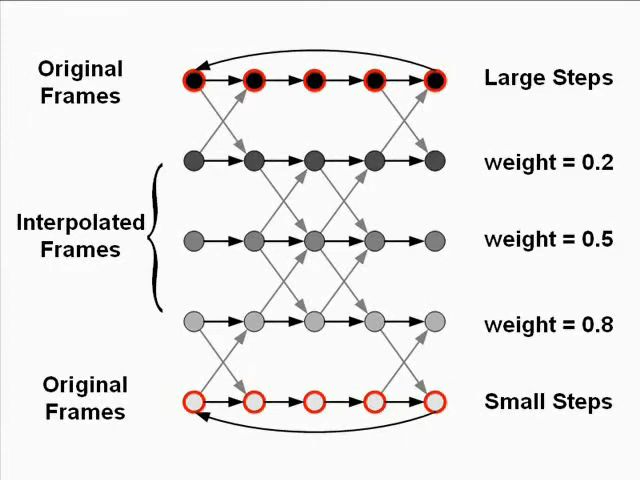 Original
Frames
Large Steps
weight = 0.2
Interpolated
Frames
weight = 0.5
weight = 0.8
Original
Frames
Small Steps